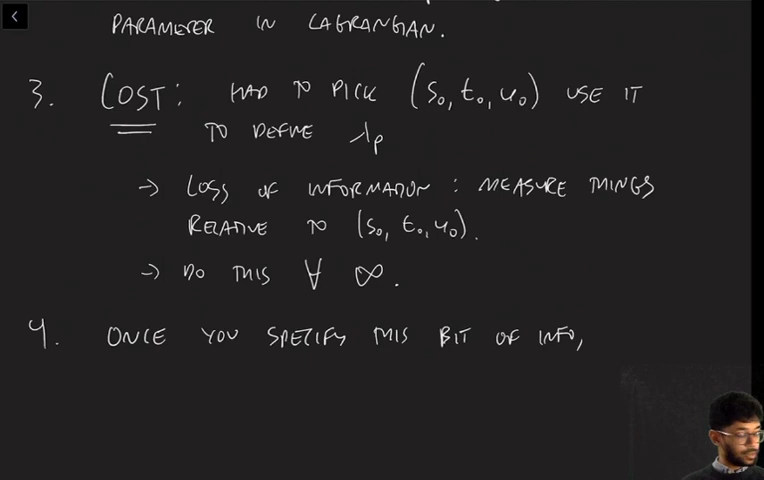 PARAMETER IN LAGRANGIAN.
3. COST: HAD TO PICK (s₀, t₀, u₀) USE IT
TO DEFINE λₚ
→ LOSS OF INFORMATION : MEASURE THINGS
RELATIVE TO (s₀, t₀, u₀).
→ DO THIS ∀ ∞.
4. ONCE YOU SPECIFY THIS BIT OF INFO,